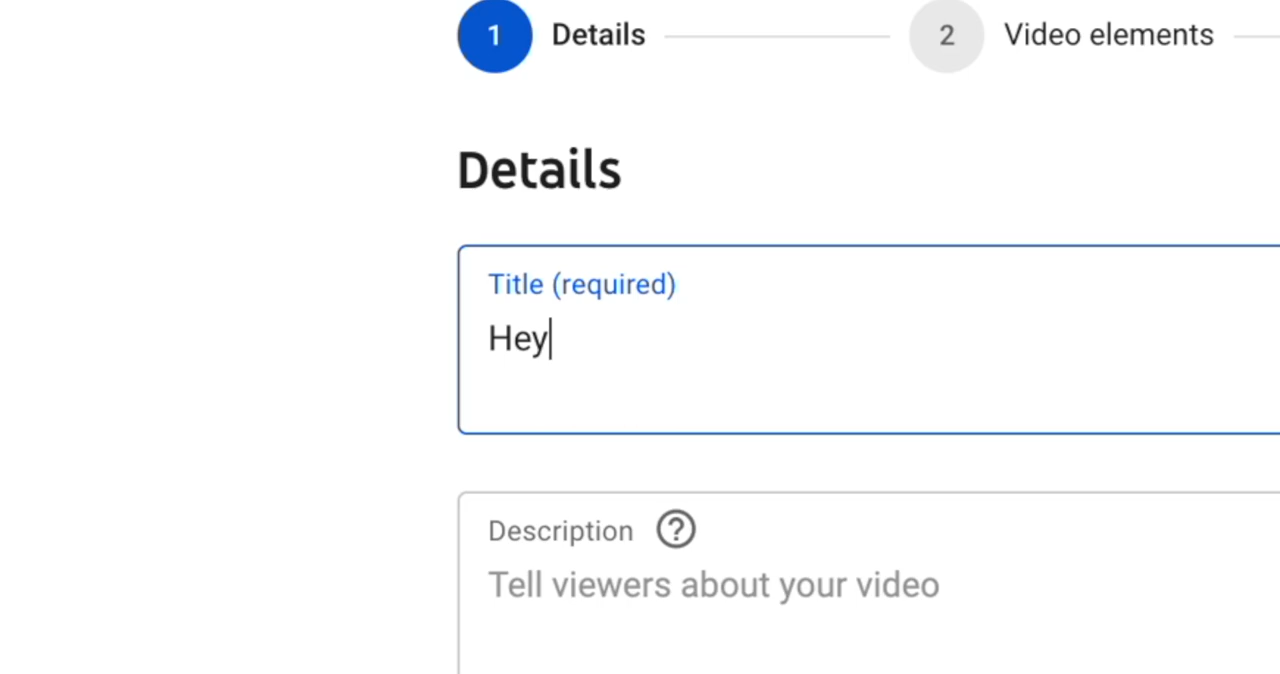 1 Details 2 Video elements
Details
Title (required)
Hey
Description ?
Tell viewers about your video